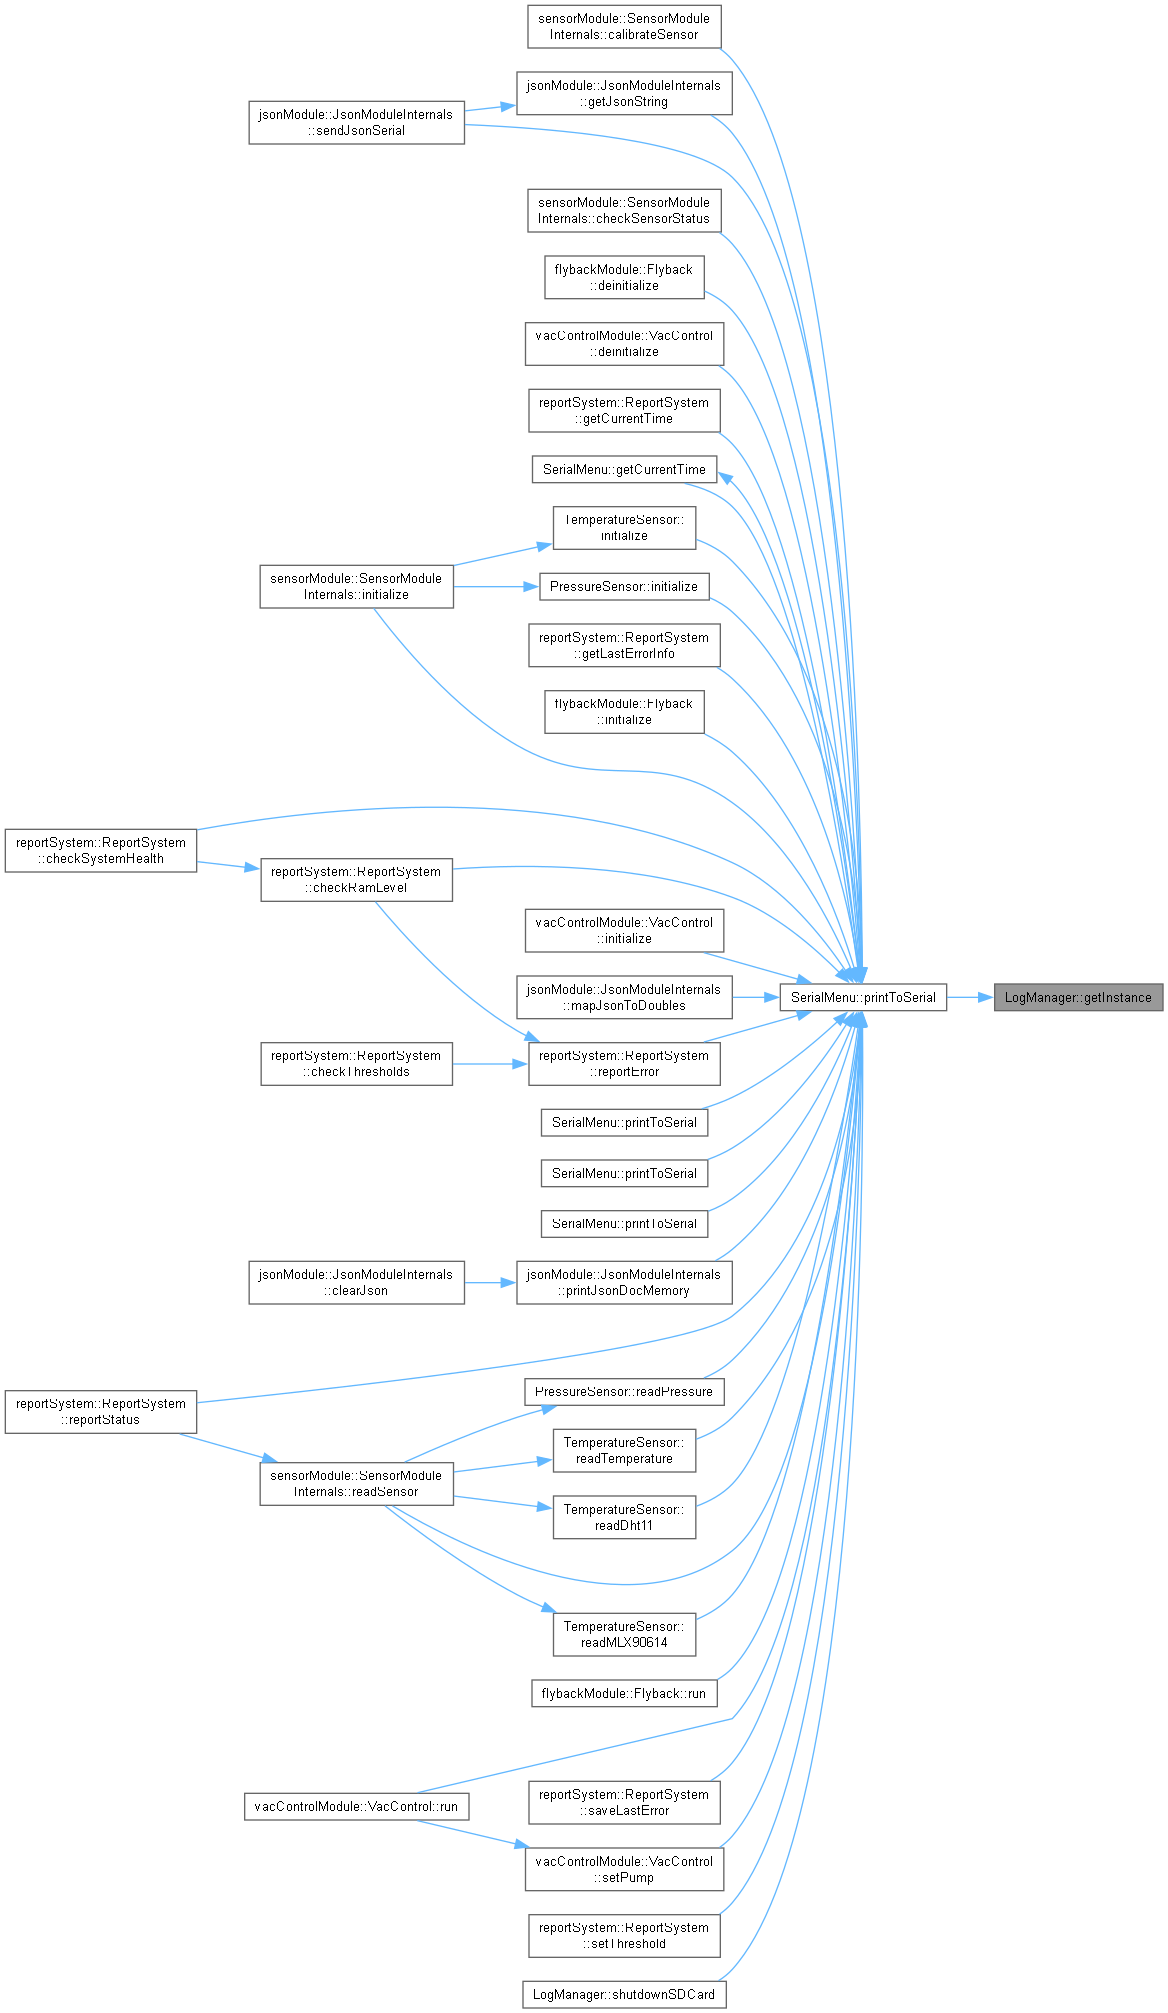 sensorModule::SensorModule
Internals::calibrateSensor
jsonModule::JsonModuleInternals
::getJsonString
jsonModule::JsonModuleInternals
::sendJsonSerial
sensorModule::SensorModule
Internals::checkSensorStatus
flybackModule::Flyback
::deinitialize
vacControlModule::VacControl
::deinitialize
reportSystem::ReportSystem
::getCurrentTime
SerialMenu::getCurrentTime
TemperatureSensor::
initialize
sensorModule::SensorModule
Internals::initialize
PressureSensor::initialize
reportSystem::ReportSystem
::getLastErrorInfo
flybackModule::Flyback
::initialize
reportSystem::ReportSystem
::checkSystemHealth
reportSystem::ReportSystem
::checkRamLevel
vacControlModule::VacControl
::initialize
jsonModule::JsonModuleInternals
::mapJsonToDoubles
SerialMenu::printToSerial
LogManager::getInstance
reportSystem::ReportSystem
::checkThresholds
reportSystem::ReportSystem
::reportError
SerialMenu::printToSerial
SerialMenu::printToSerial
SerialMenu::printToSerial
jsonModule::JsonModuleInternals
::clearJson
jsonModule::JsonModuleInternals
::printJsonDocMemory
PressureSensor::readPressure
reportSystem::ReportSystem
::reportStatus
TemperatureSensor::
readTemperature
sensorModule::SensorModule
Internals::readSensor
TemperatureSensor::
readDht11
TemperatureSensor::
readMLX90614
flybackModule::Flyback::run
vacControlModule::VacControl::run
reportSystem::ReportSystem
::saveLastError
vacControlModule::VacControl
::setPump
reportSystem::ReportSystem
::setThreshold
LogManager::shutdownSDCard